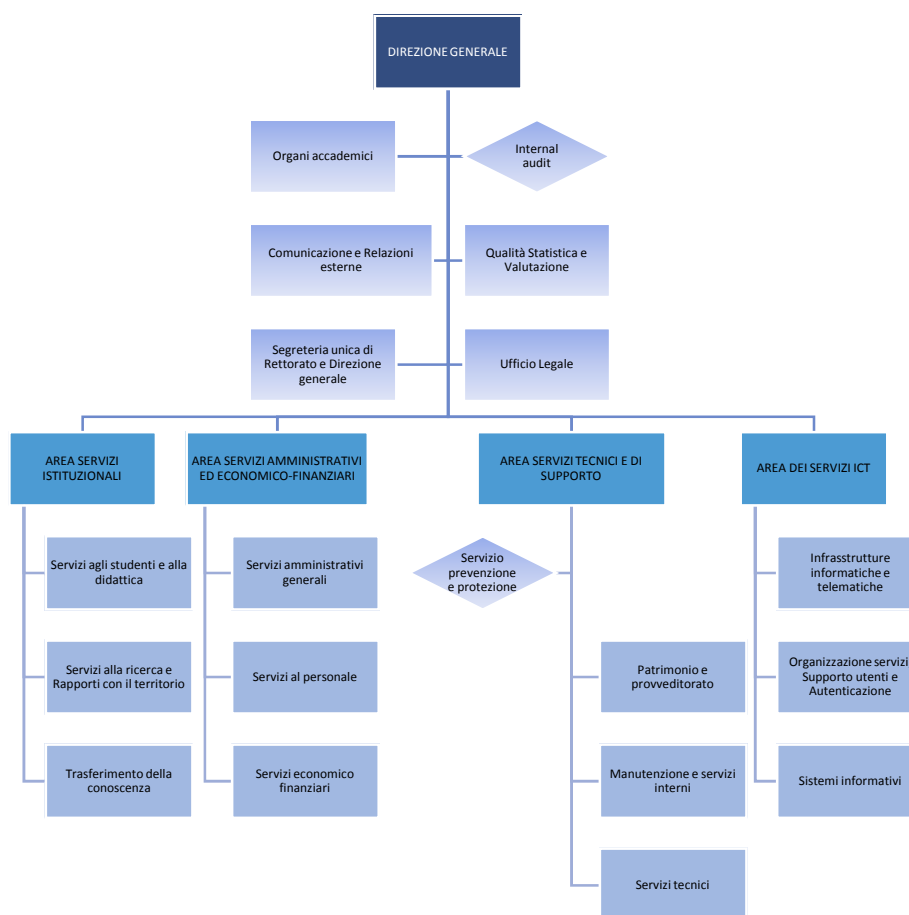 DIREZIONE GENERALE
Organi accademici
Internal
audit
Comunicazione e Relazioni
esterne
Qualità Statistica e
Valutazione
Segreteria unica di
Rettorato e Direzione
generale
Ufficio Legale
AREA SERVIZI
ISTITUZIONALI
AREA SERVIZI AMMINISTRATIVI
ED ECONOMICO-FINANZIARI
AREA SERVIZI TECNICI E DI
SUPPORTO
AREA DEI SERVIZI ICT
Servizi agli studenti e alla
didattica
Servizi alla ricerca e
Rapporti con il territorio
Trasferimento della
conoscenza
Servizi amministrativi
generali
Servizi al personale
Servizi economico
finanziari
Servizio
prevenzione
e protezione
Patrimonio e
provveditorato
Manutenzione e servizi
interni
Servizi tecnici
Infrasstrutture
informatiche e
telematiche
Organizzazione servizi
Supporto utenti e
Autenticazione
Sistemi informativi